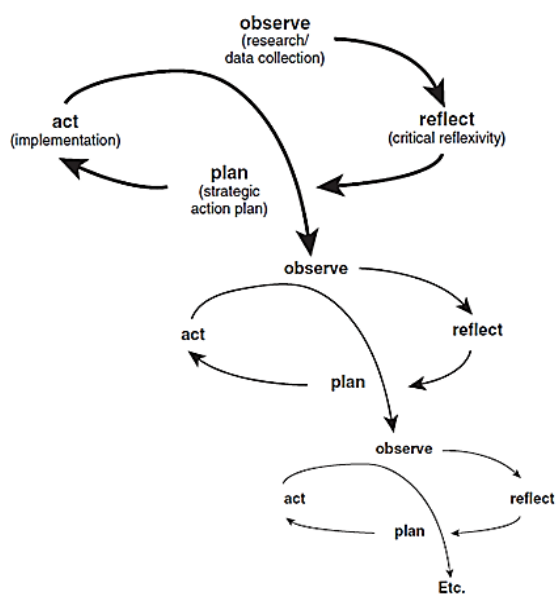 observe
(research/
data collection)
reflect
(critical reflexivity)
act
(implementation)
plan
(strategic
action plan)
observe
reflect
act
plan
observe
reflect
act
plan
Etc.